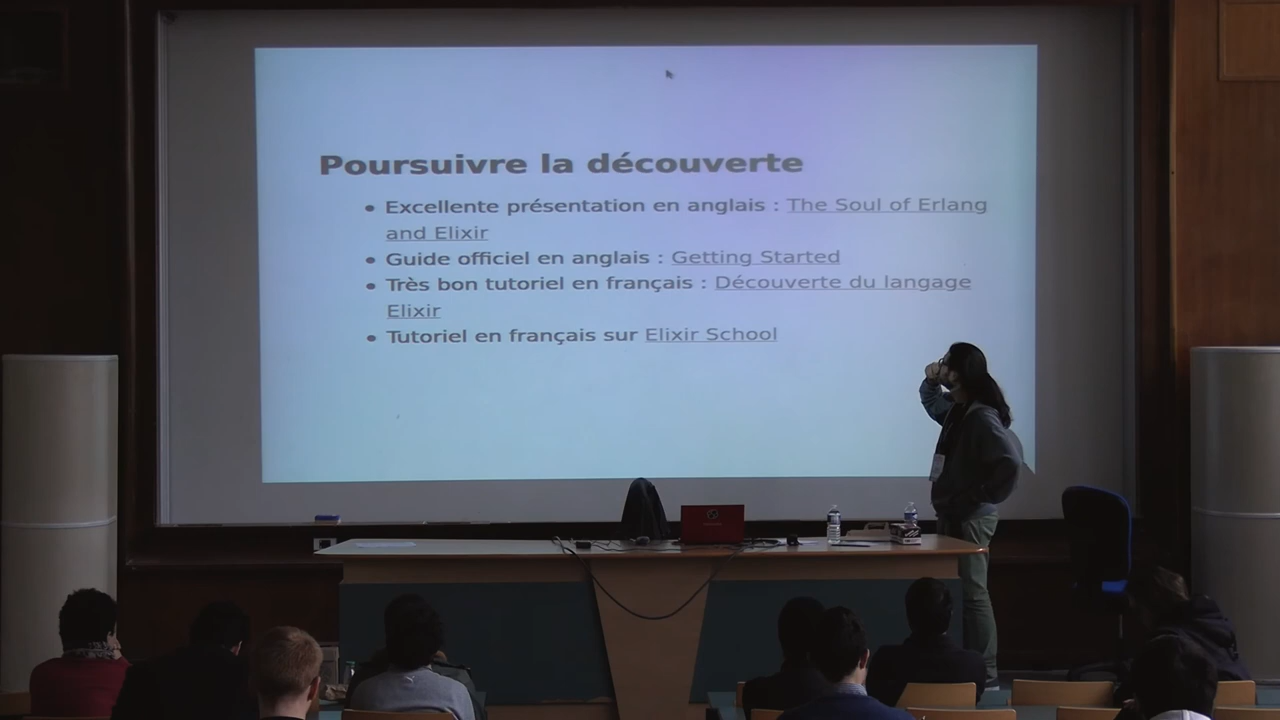 Poursuivre la découverte
• Excellente présentation en anglais : The Soul of Erlang
and Elixir
• Guide officiel en anglais : Getting Started
• Très bon tutoriel en français : Découverte du langage
Elixir
• Tutoriel en français sur Elixir School